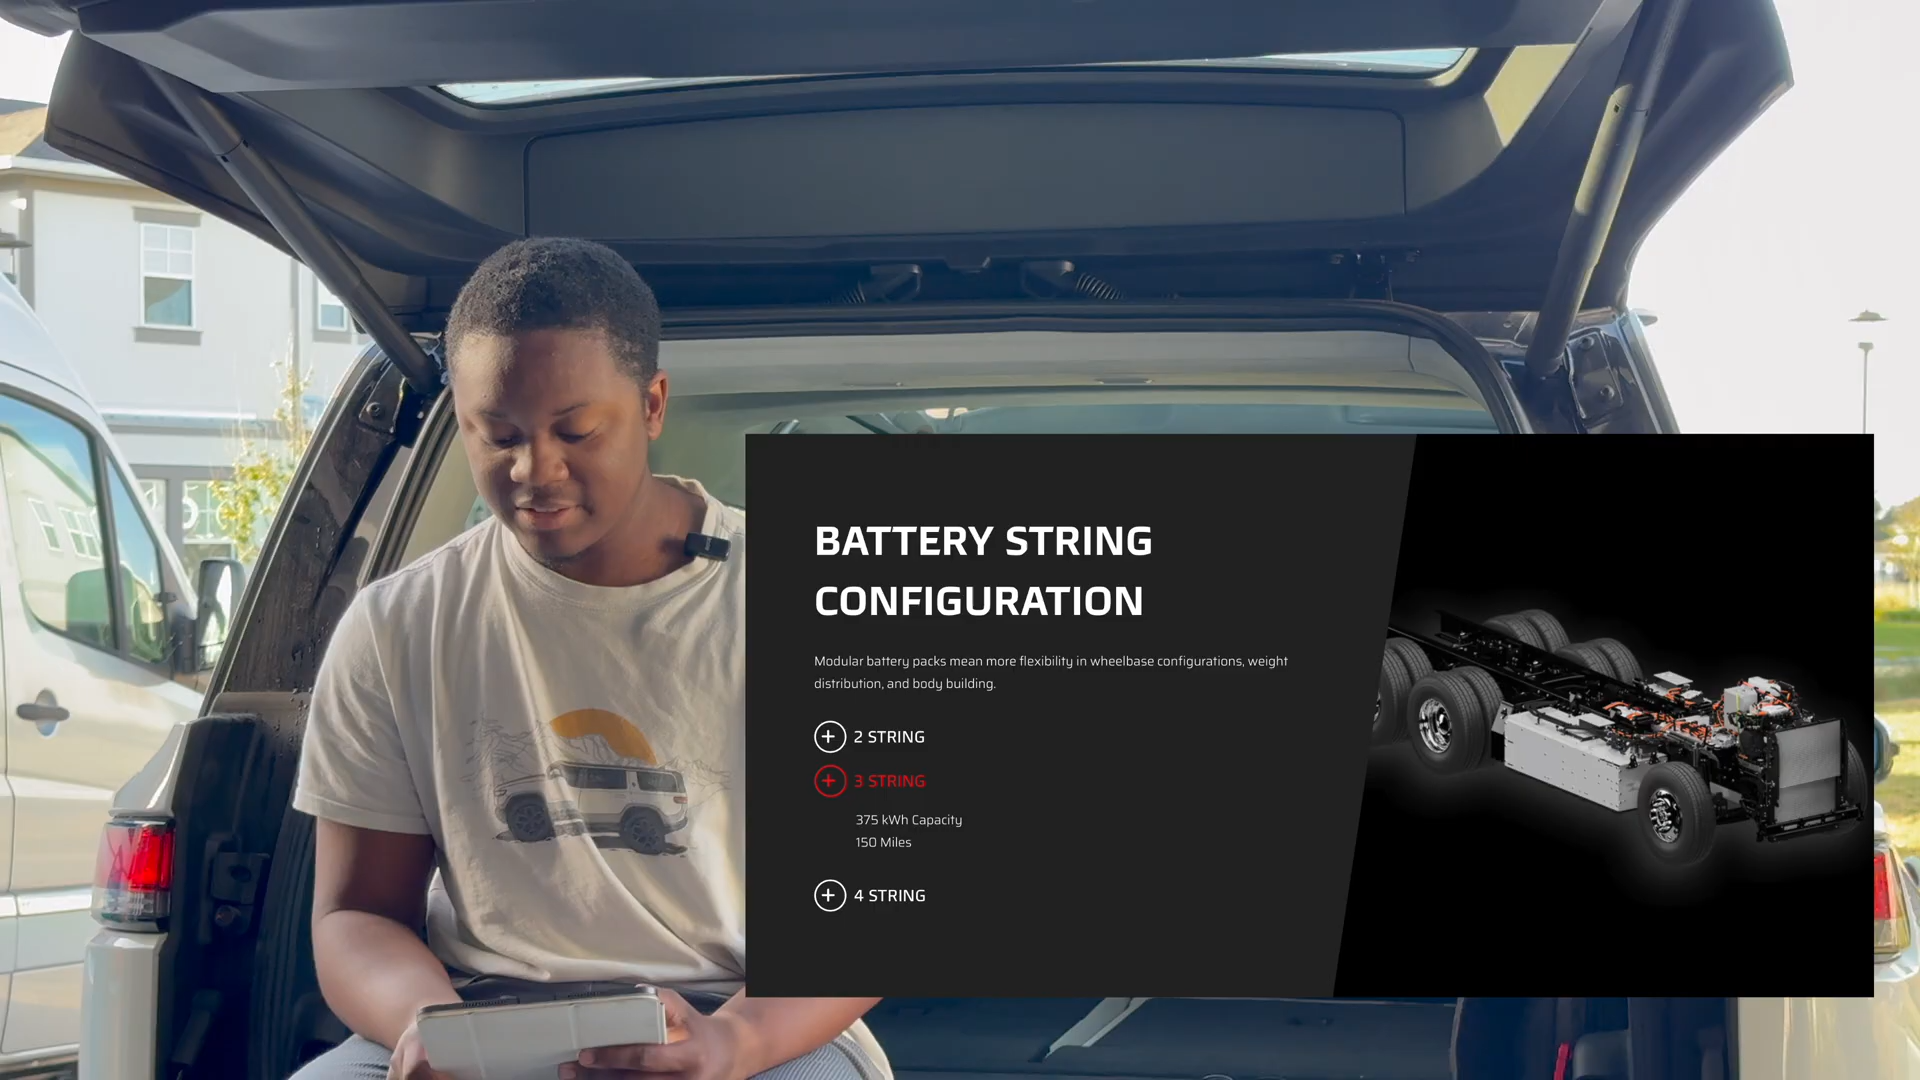 BATTERY STRING
CONFIGURATION
Modular battery packs mean more flexibility in wheelbase configurations, weight
distribution, and body building.
2 STRING
3 STRING
375 kWh Capacity
150 Miles
4 STRING